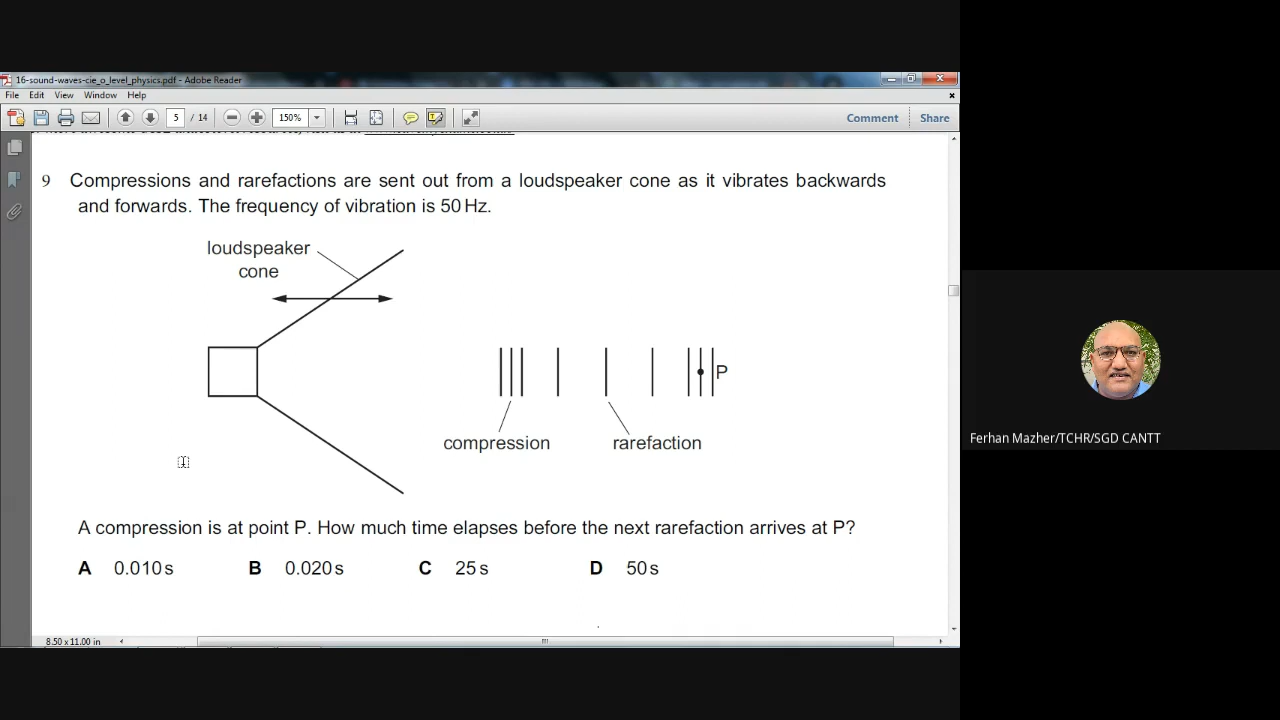 16-sound-waves-cie_o_level_physics.pdf - Adobe Reader
File Edit View Window Help
5 / 14 150% Comment Share
9 Compressions and rarefactions are sent out from a loudspeaker cone as it vibrates backwards
and forwards. The frequency of vibration is 50 Hz.
loudspeaker
cone
P
compression rarefaction
Ferhan Mazher/TCHR/SGD CANTT
A compression is at point P. How much time elapses before the next rarefaction arrives at P?
A 0.010 s B 0.020 s C 25 s D 50 s
8.50 x 11.00 in